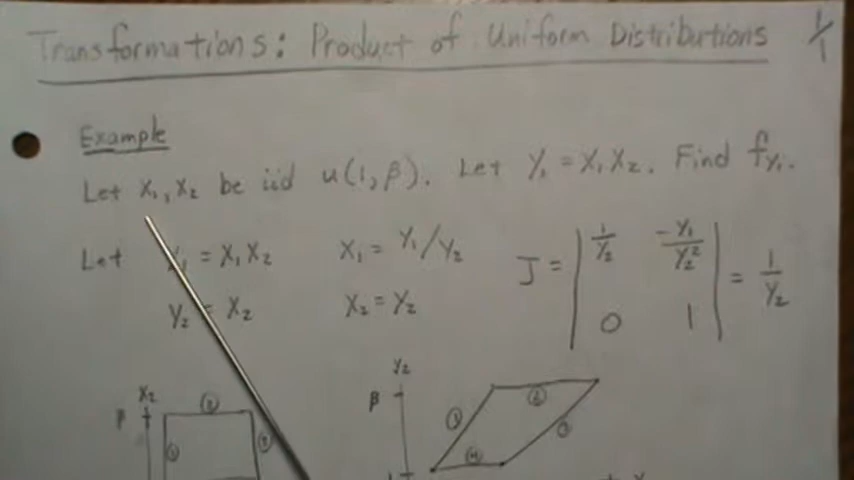 Transformations: Product of Uniform Distributions 1/1
Example
Let X₁, X₂ be iid u(1, β). Let Y₁ = X₁X₂. Find f_Y₁.
Let Y₁ = X₁X₂ X₁ = Y₁/Y₂ J = | 1/Y₂ -Y₁/Y₂² | = 1/Y₂
Y₂ = X₂ X₂ = Y₂ | 0 1 |
X₂ Y₂
β ② β ②
① ③ ① ③
④